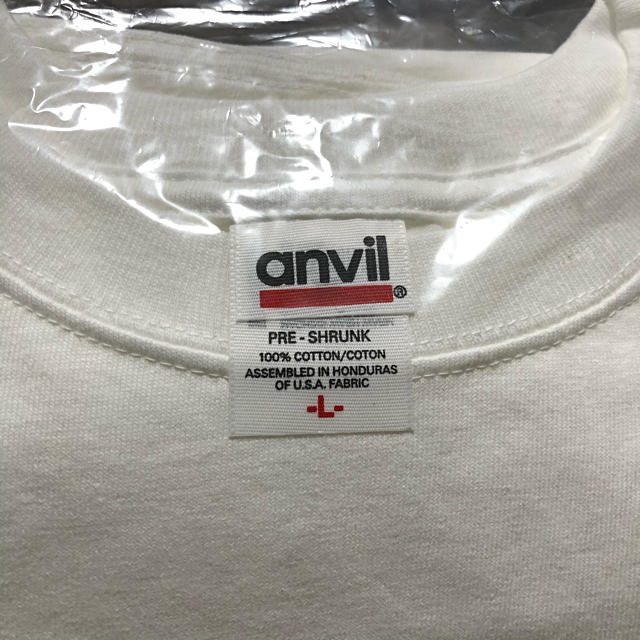 anvil
®
PRE-SHRUNK
100% COTTON/COTON
ASSEMBLED IN HONDURAS
OF U.S.A. FABRIC
-L-